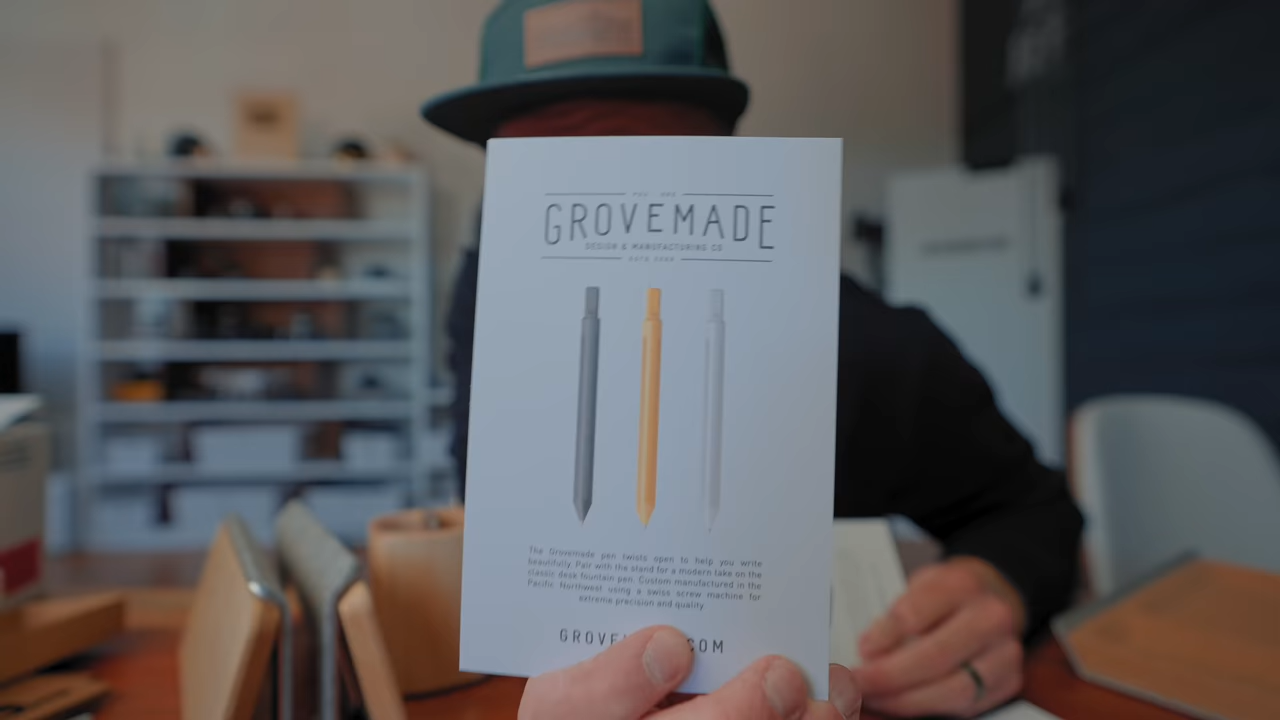 GROVEMADE
DESIGN & MANUFACTURING CO
The Grovemade pen twists open to help you write
beautifully. Pair with the stand for a modern take on the
classic desk fountain pen. Custom manufactured in the
Pacific Northwest using a swiss screw machine for
extreme precision and quality.